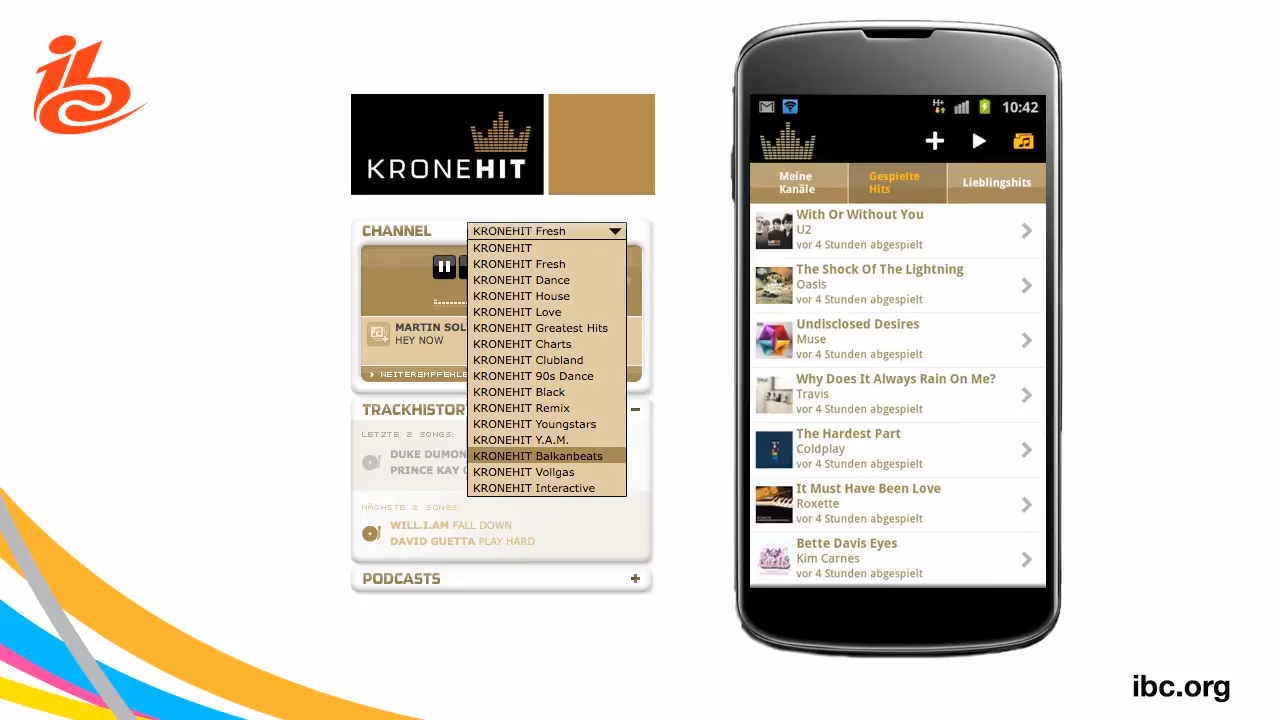 ibc
KRONEHIT
CHANNEL
KRONEHIT Fresh
KRONEHIT
KRONEHIT Fresh
KRONEHIT Dance
KRONEHIT House
KRONEHIT Love
KRONEHIT Greatest Hits
KRONEHIT Charts
KRONEHIT Clubland
KRONEHIT 90s Dance
KRONEHIT Black
KRONEHIT Remix
KRONEHIT Youngstars
KRONEHIT Y.A.M.
KRONEHIT Balkanbeats
KRONEHIT Vollgas
KRONEHIT Interactive
MARTIN SOL
HEY NOW
WEITEREMPFEHLE
TRACKHISTOR
LETZTE 2 SONGS:
DUKE DUMON
PRINCE KAY
NÄCHSTE 2 SONGS:
WILL.I.AM FALL DOWN
DAVID GUETTA PLAY HARD
PODCASTS
H+ 10:42
Meine
Kanäle
Gespielte
Hits
Lieblingshits
With Or Without You
U2
vor 4 Stunden abgespielt
The Shock Of The Lightning
Oasis
vor 4 Stunden abgespielt
Undisclosed Desires
Muse
vor 4 Stunden abgespielt
Why Does It Always Rain On Me?
Travis
vor 4 Stunden abgespielt
The Hardest Part
Coldplay
vor 4 Stunden abgespielt
It Must Have Been Love
Roxette
vor 4 Stunden abgespielt
Bette Davis Eyes
Kim Carnes
vor 4 Stunden abgespielt
ibc.org